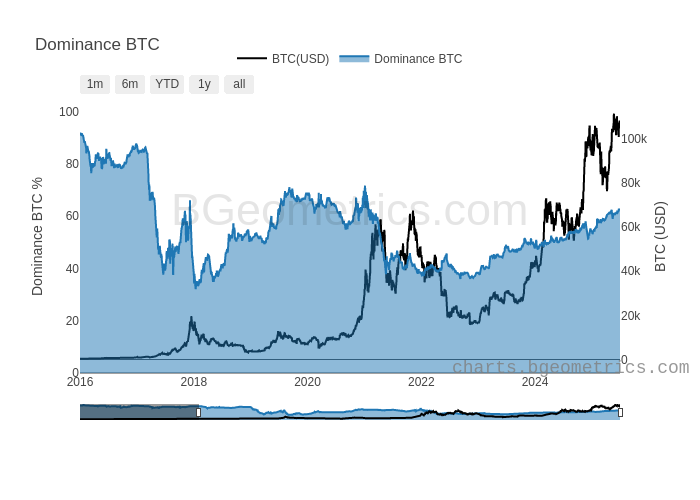 Dominance BTC
BTC(USD) Dominance BTC
1m 6m YTD 1y all
100
80
60
40
20
0
Dominance BTC %
100k
80k
60k
40k
20k
0
BTC (USD)
BGeometrics.com
charts.bgeometrics.com
2016 2018 2020 2022 2024